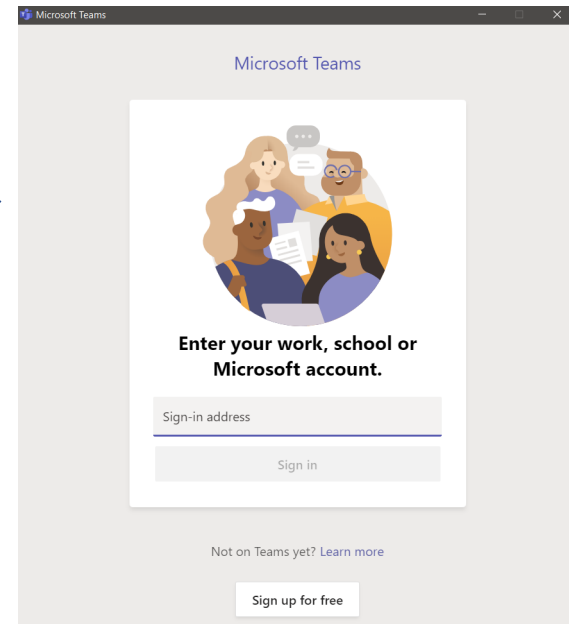 Microsoft Teams
Microsoft Teams
Enter your work, school or
Microsoft account.
Sign-in address
Sign in
Not on Teams yet? Learn more
Sign up for free